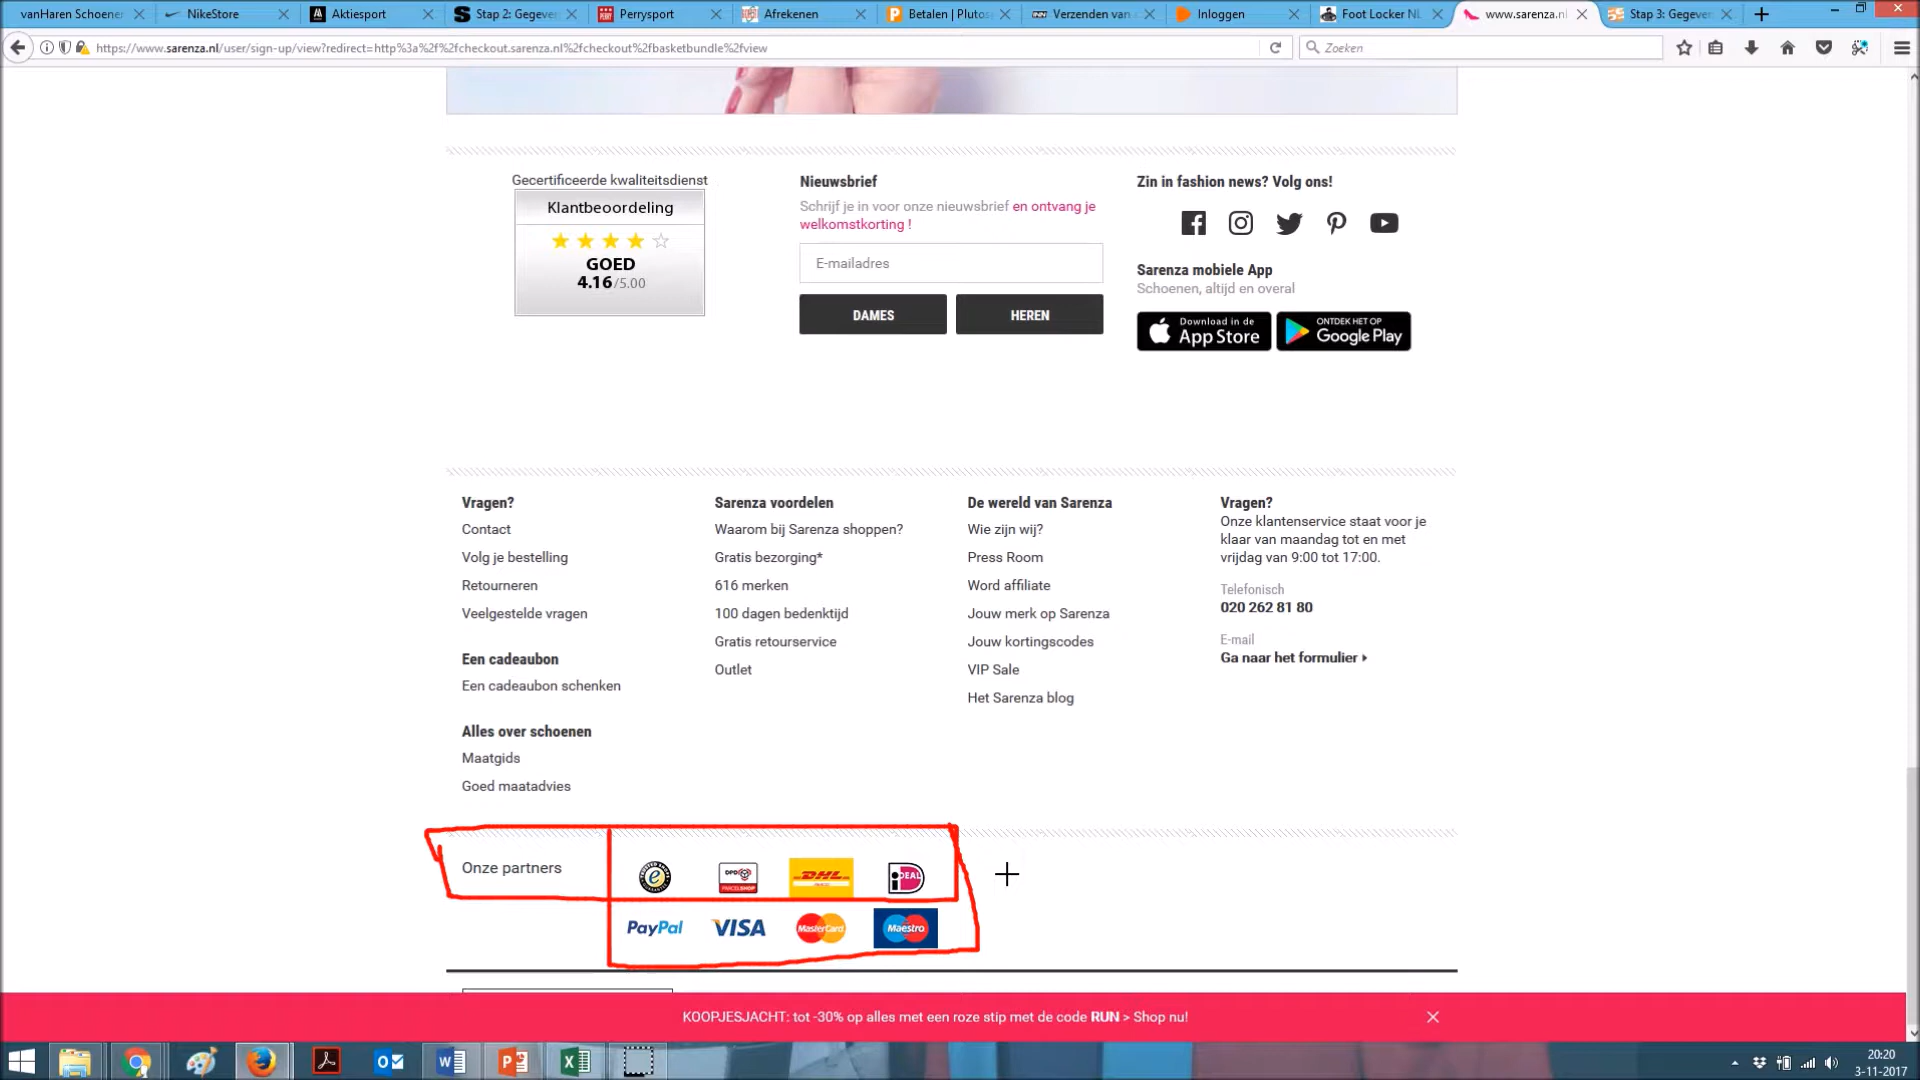 vanHaren Schoenen
NikeStore
Aktiesport
Stap 2: Gegeven
Perrysport
Afrekenen
Betalen | Plutos
Verzenden van
Inloggen
Foot Locker NL
www.sarenza.nl
Stap 3: Gegeven
https://www.sarenza.nl/user/sign-up/view?redirect=http%3a%2f%2fcheckout.sarenza.nl%2fcheckout%2fbasketbundle%2fview
Zoeken
Gecertificeerde kwaliteitsdienst
Klantbeoordeling
GOED
4.16/5.00
Nieuwsbrief
Schrijf je in voor onze nieuwsbrief en ontvang je
welkomstkorting !
E-mailadres
DAMES HEREN
Zin in fashion news? Volg ons!
Sarenza mobiele App
Schoenen, altijd en overal
Download in de
App Store
ONTDEK HET OP
Google Play
Vragen?
Contact
Volg je bestelling
Retourneren
Veelgestelde vragen
Een cadeaubon
Een cadeaubon schenken
Alles over schoenen
Maatgids
Goed maatadvies
Sarenza voordelen
Waarom bij Sarenza shoppen?
Gratis bezorging*
616 merken
100 dagen bedenktijd
Gratis retourservice
Outlet
De wereld van Sarenza
Wie zijn wij?
Press Room
Word affiliate
Jouw merk op Sarenza
Jouw kortingscodes
VIP Sale
Het Sarenza blog
Vragen?
Onze klantenservice staat voor je
klaar van maandag tot en met
vrijdag van 9:00 tot 17:00.
Telefonisch
020 262 81 80
E-mail
Ga naar het formulier
Onze partners
DPD
PARCELSHOP
DHL
iDEAL
PayPal
VISA
MasterCard
Maestro
KOOPJESJACHT: tot -30% op alles met een roze stip met de code RUN > Shop nu!
20:20
3-11-2017